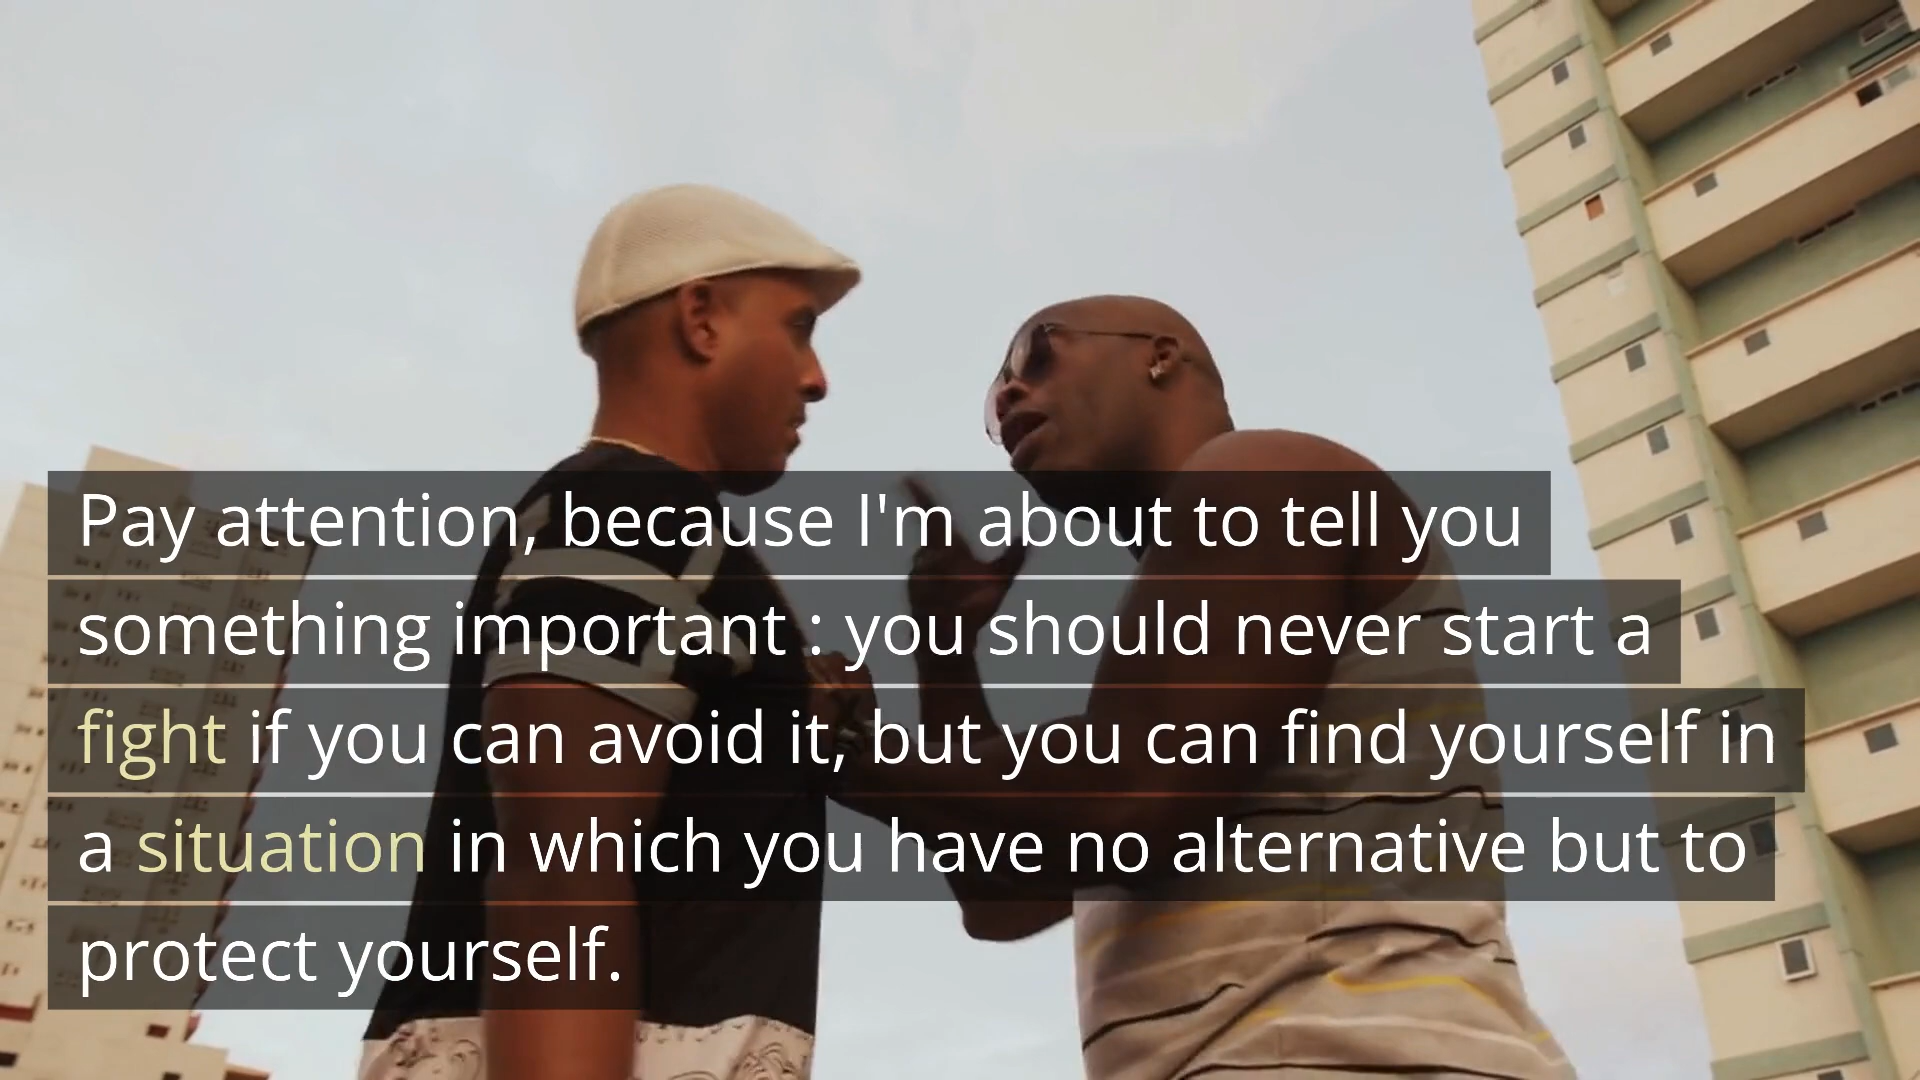 Pay attention, because I'm about to tell you
something important : you should never start a
fight if you can avoid it, but you can find yourself in
a situation in which you have no alternative but to
protect yourself.